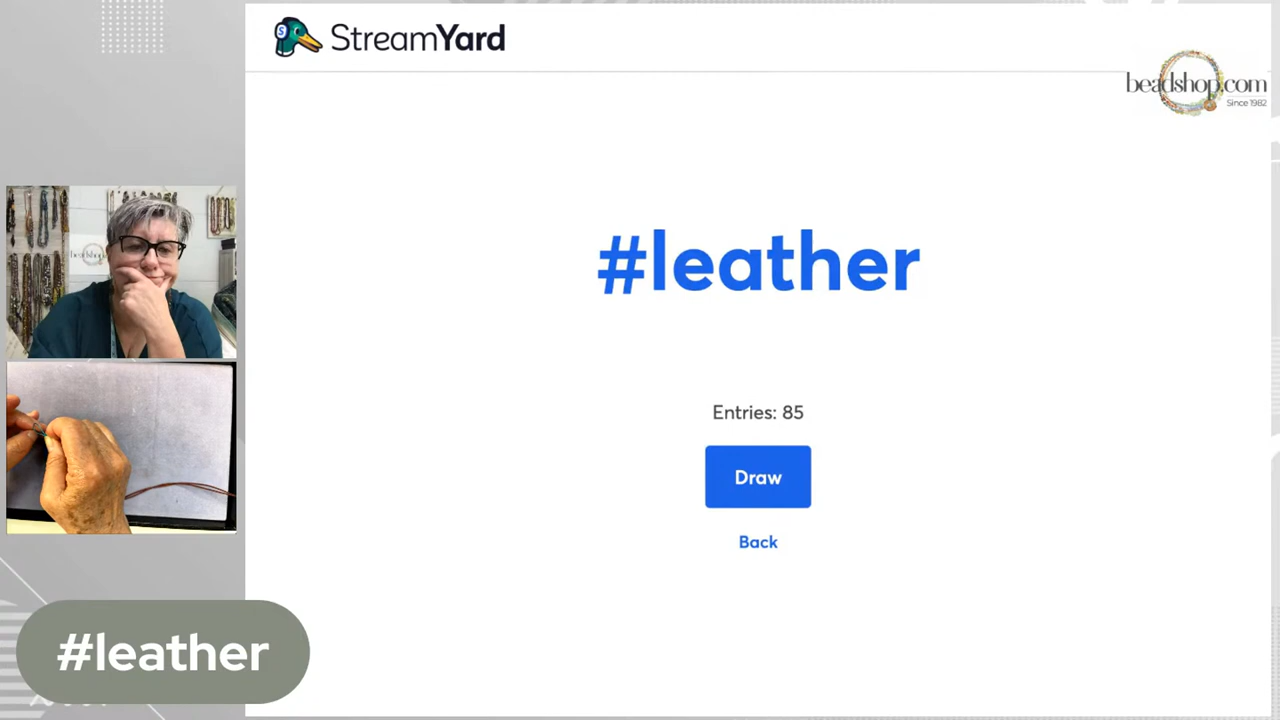 StreamYard
beadshop.com
Since 1982
#leather
Entries: 85
Draw
Back
#leather